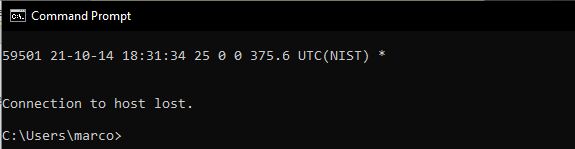 Command Prompt
59501 21-10-14 18:31:34 25 0 0 375.6 UTC(NIST) *
Connection to host lost.
C:\Users\marco>